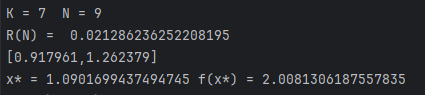 K = 7  N = 9
R(N) =  0.021286236252208195
[0.917961,1.262379]
x* = 1.0901699437494745 f(x*) = 2.0081306187557835